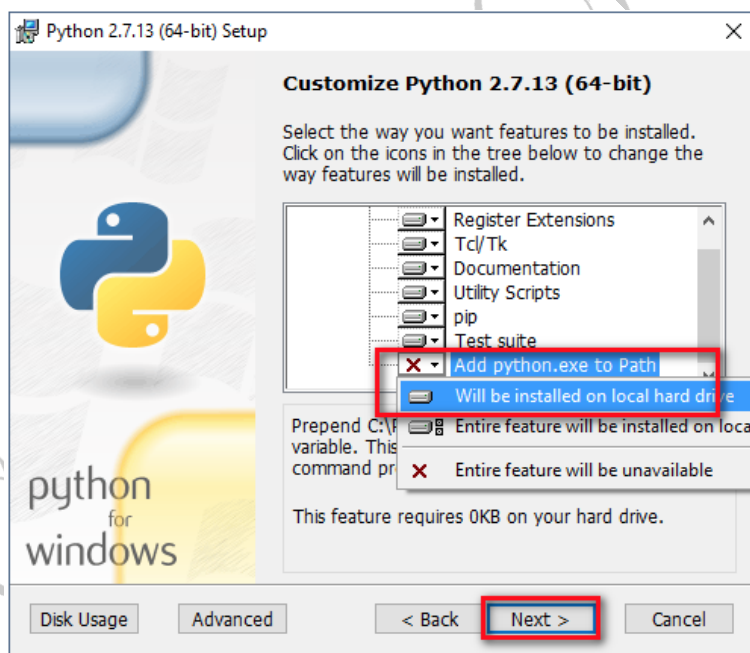 Python 2.7.13 (64-bit) Setup
Customize Python 2.7.13 (64-bit)
Select the way you want features to be installed.
Click on the icons in the tree below to change the
way features will be installed.
Register Extensions
Tcl/Tk
Documentation
Utility Scripts
pip
Test suite
Add python.exe to Path
Will be installed on local hard drive
Entire feature will be installed on loca
Entire feature will be unavailable
Prepend C:\
variable. This
command pr
This feature requires 0KB on your hard drive.
python
for
windows
Disk Usage
Advanced
< Back
Next >
Cancel